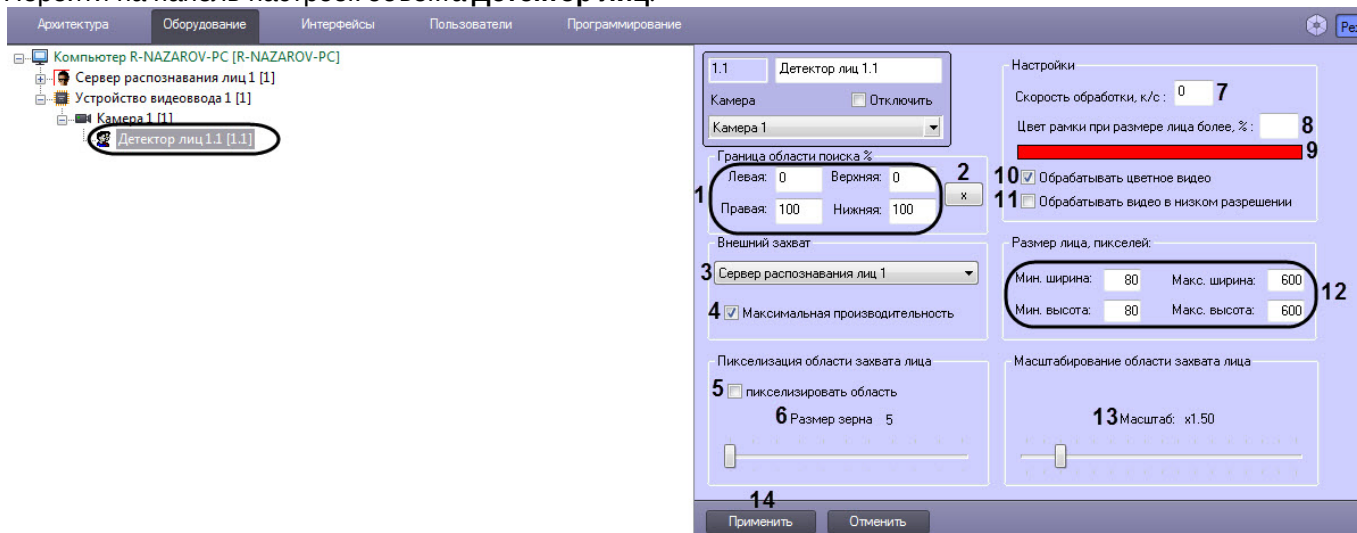 Перейти на панель настроек объекта Детектор лиц.
Архитектура Оборудование Интерфейсы Пользователи Программирование
Компьютер R-NAZAROV-PC [R-NAZAROV-PC]
Сервер распознавания лиц 1 [1]
Устройство видеоввода 1 [1]
Камера 1 [1]
Детектор лиц 1.1 [1.1]
1.1 Детектор лиц 1.1
Камера Отключить
Камера 1
Граница области поиска %
Левая: 0 Верхняя: 0 2
1 x
Правая: 100 Нижняя: 100
Внешний захват
3 Сервер распознавания лиц 1
4 Максимальная производительность
Пикселизация области захвата лица
5 пикселизировать область
6 Размер зерна 5
Настройки
Скорость обработки, к/с : 0 7
Цвет рамки при размере лица более, % : 8
9
10 Обрабатывать цветное видео
11 Обрабатывать видео в низком разрешении
Размер лица, пикселей:
Мин. ширина: 80 Макс. ширина: 600
12
Мин. высота: 80 Макс. высота: 600
Масштабирование области захвата лица
13 Масштаб: x1.50
14
Применить Отменить